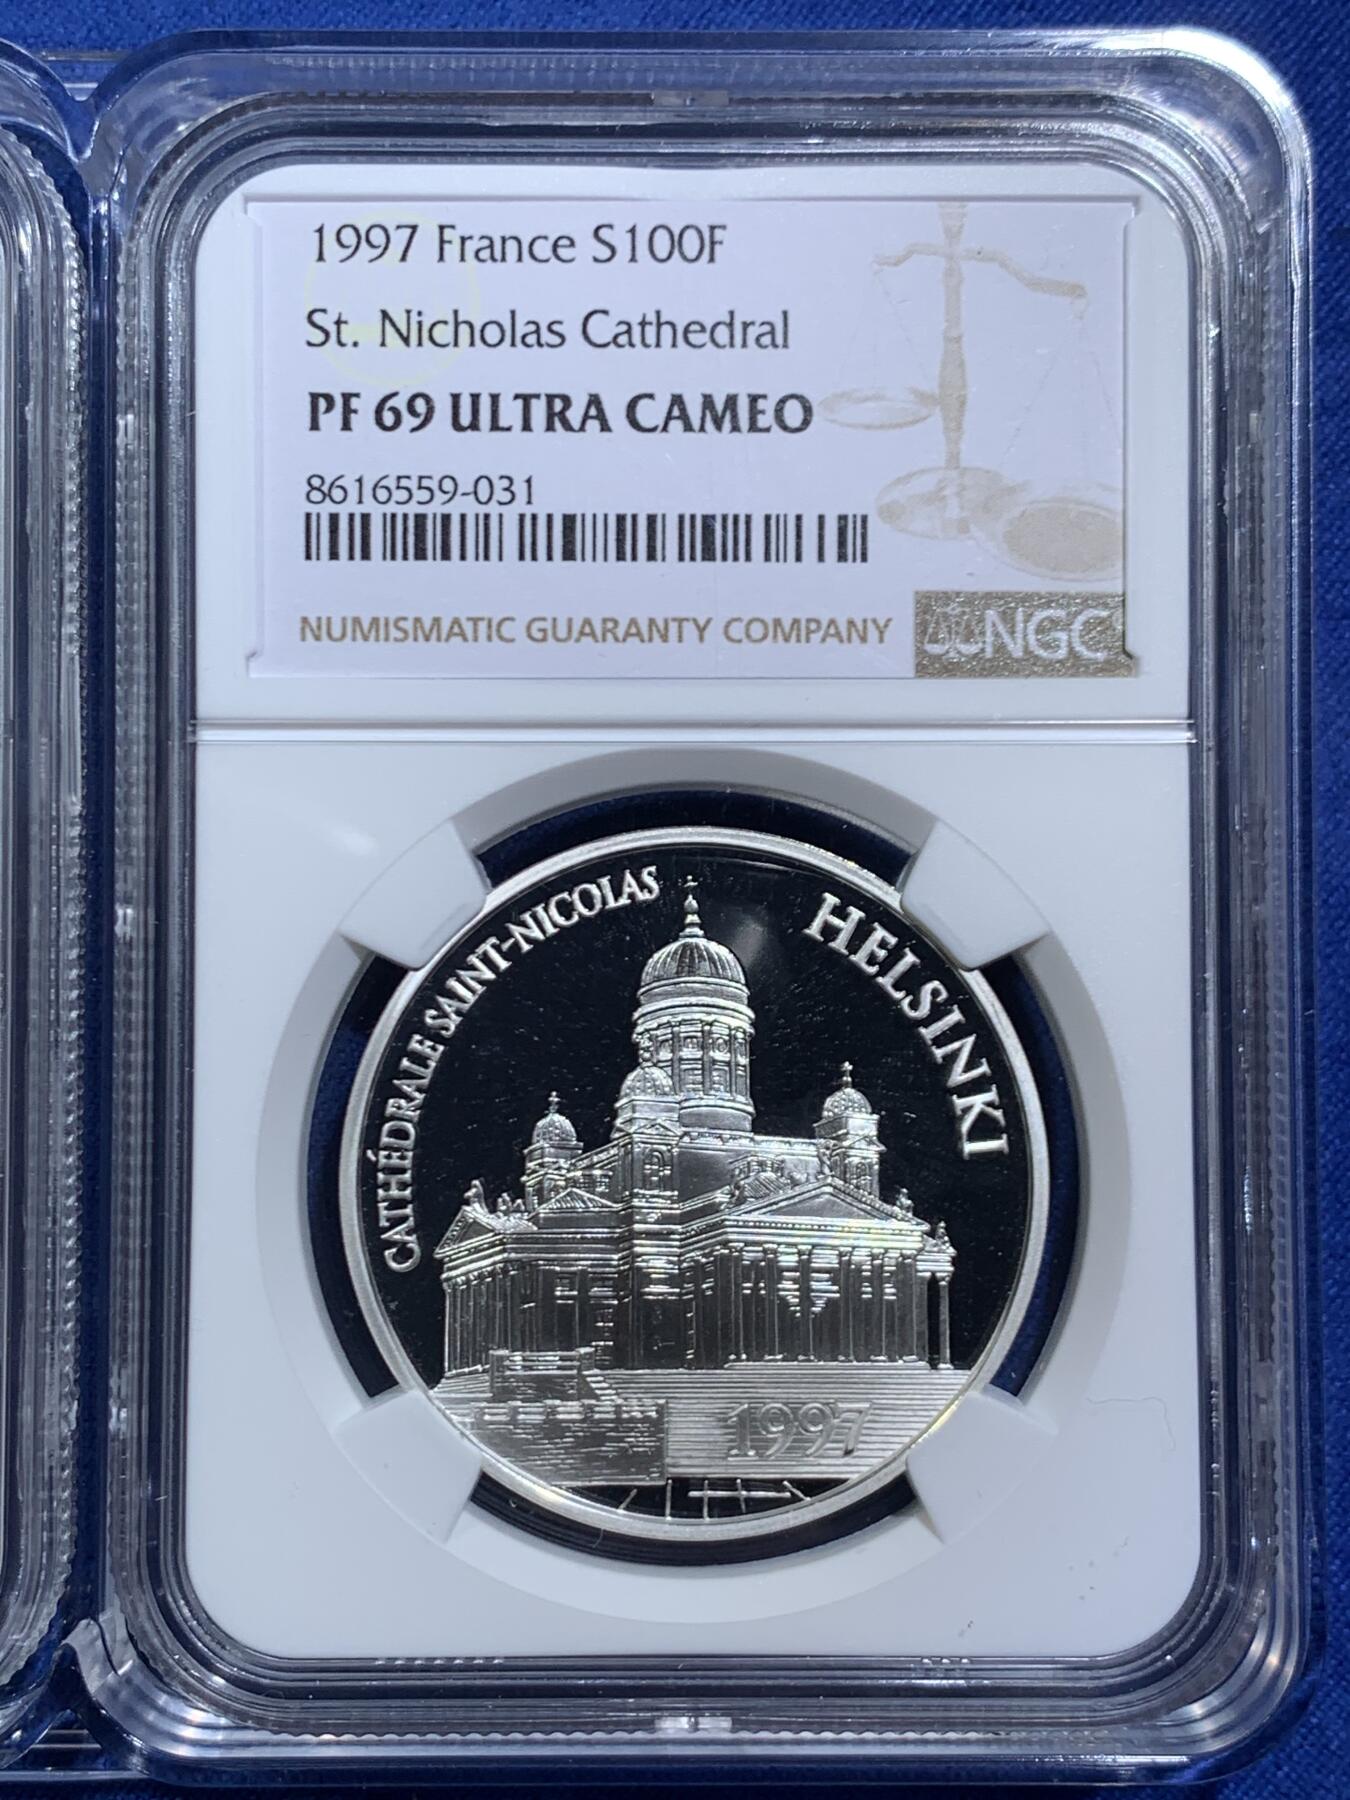 1997 France S100F
St. Nicholas Cathedral
PF 69 ULTRA CAMEO
8616559-031
NUMISMATIC GUARANTY COMPANY
NGC
CATHÉDRALE SAINT-NICOLAS
HELSINKI
1997